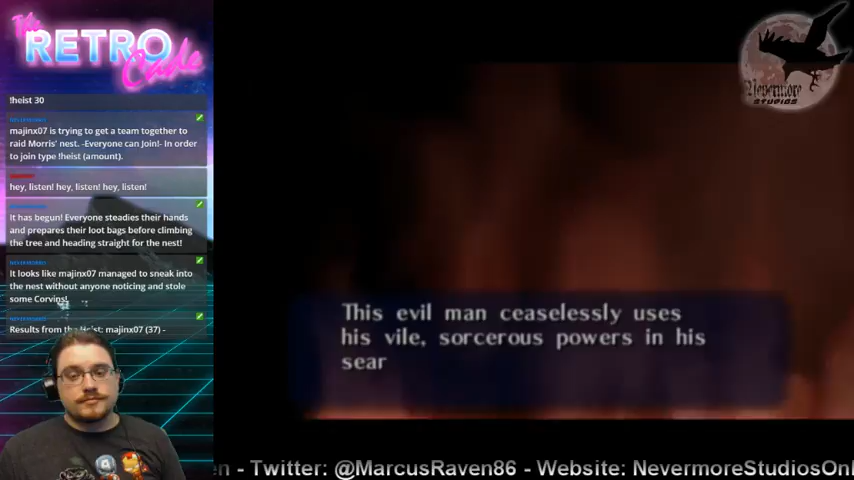 The
RETRO
Code
Nevermore
STUDIOS
!heist 30
majinx07 is trying to get a team together to
raid Morris' nest. -Everyone can Join!- In order
to join type !heist (amount).
hey, listen! hey, listen! hey, listen!
It has begun! Everyone steadies their hands
and prepares their loot bags before climbing
the tree and heading straight for the nest!
It looks like majinx07 managed to sneak into
the nest without anyone noticing and stole
some Corvins!
Results from the Heist: majinx07 (37) -
This evil man ceaselessly uses
his vile, sorcerous powers in his
sear
en - Twitter: @MarcusRaven86 - Website: NevermoreStudiosOnl